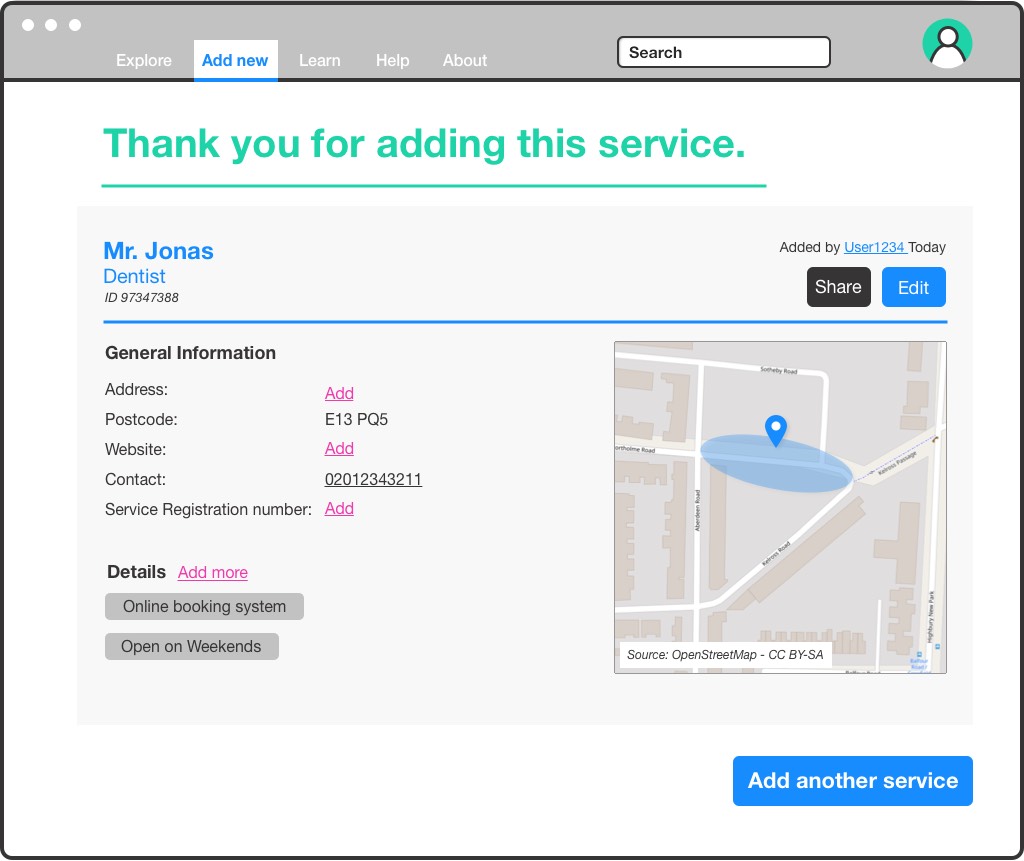 Explore Add new Learn Help About Search
Thank you for adding this service.
Mr. Jonas
Dentist
ID 97347388
Added by User1234 Today
Share Edit
General Information
Address: Add
Postcode: E13 PQ5
Website: Add
Contact: 02012343211
Service Registration number: Add
Details Add more
Online booking system
Open on Weekends
Sotheby Road
ortholme Road
Kelross Passage
Aberdeen Road
Kelross Road
Highbury New Park
Source: OpenStreetMap - CC BY-SA
Add another service